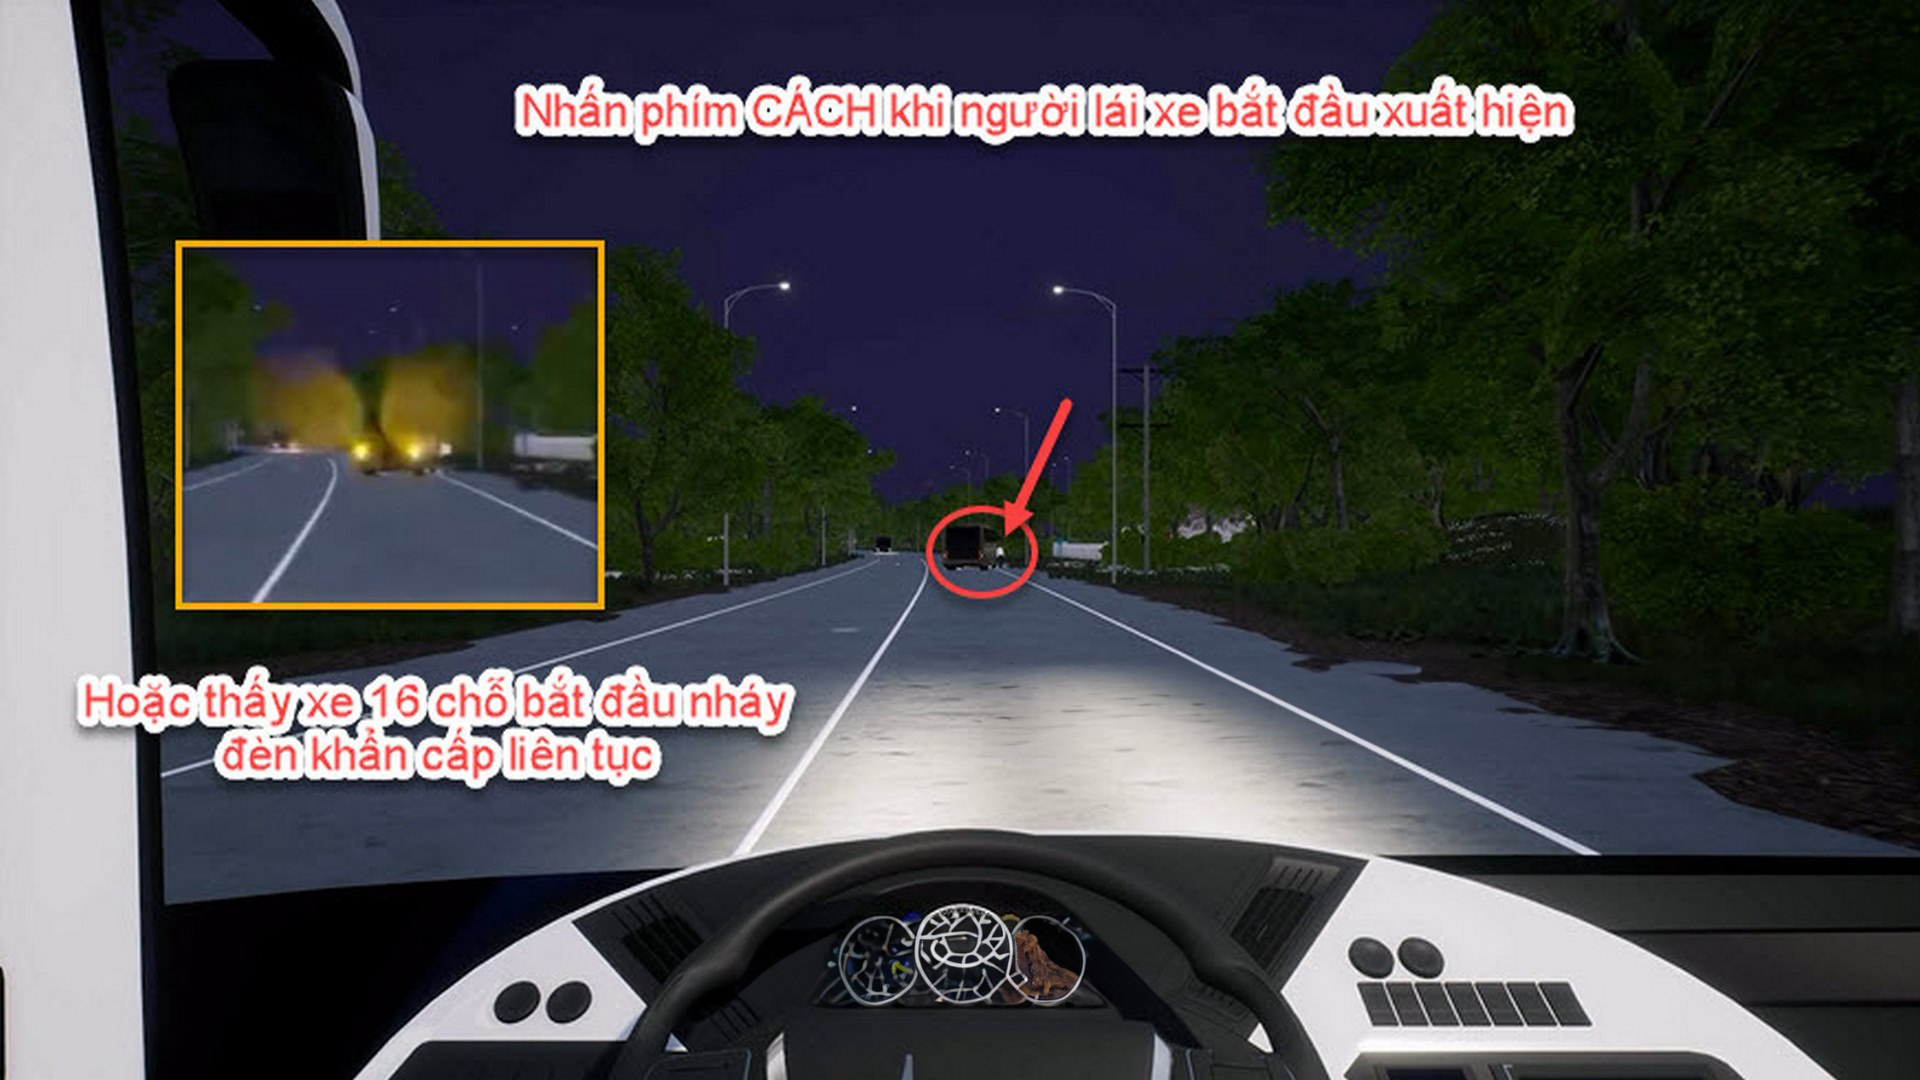 Nhấn phím CÁCH khi người lái xe bắt đầu xuất hiện
Hoặc thấy xe 16 chỗ bắt đầu nháy
đèn khẩn cấp liên tục